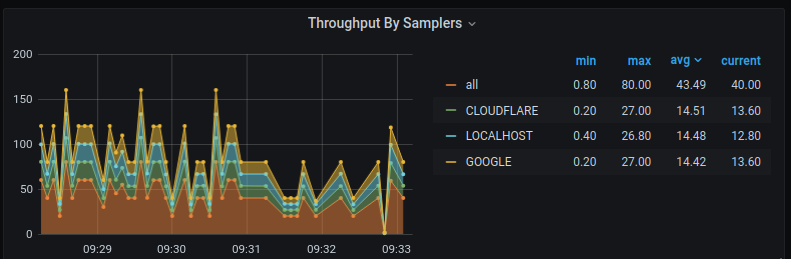 Throughput By Samplers
200
150
100
50
0
09:29 09:30 09:31 09:32 09:33
min max avg current
all 0.80 80.00 43.49 40.00
CLOUDFLARE 0.20 27.00 14.51 13.60
LOCALHOST 0.40 26.80 14.48 12.80
GOOGLE 0.20 27.00 14.42 13.60